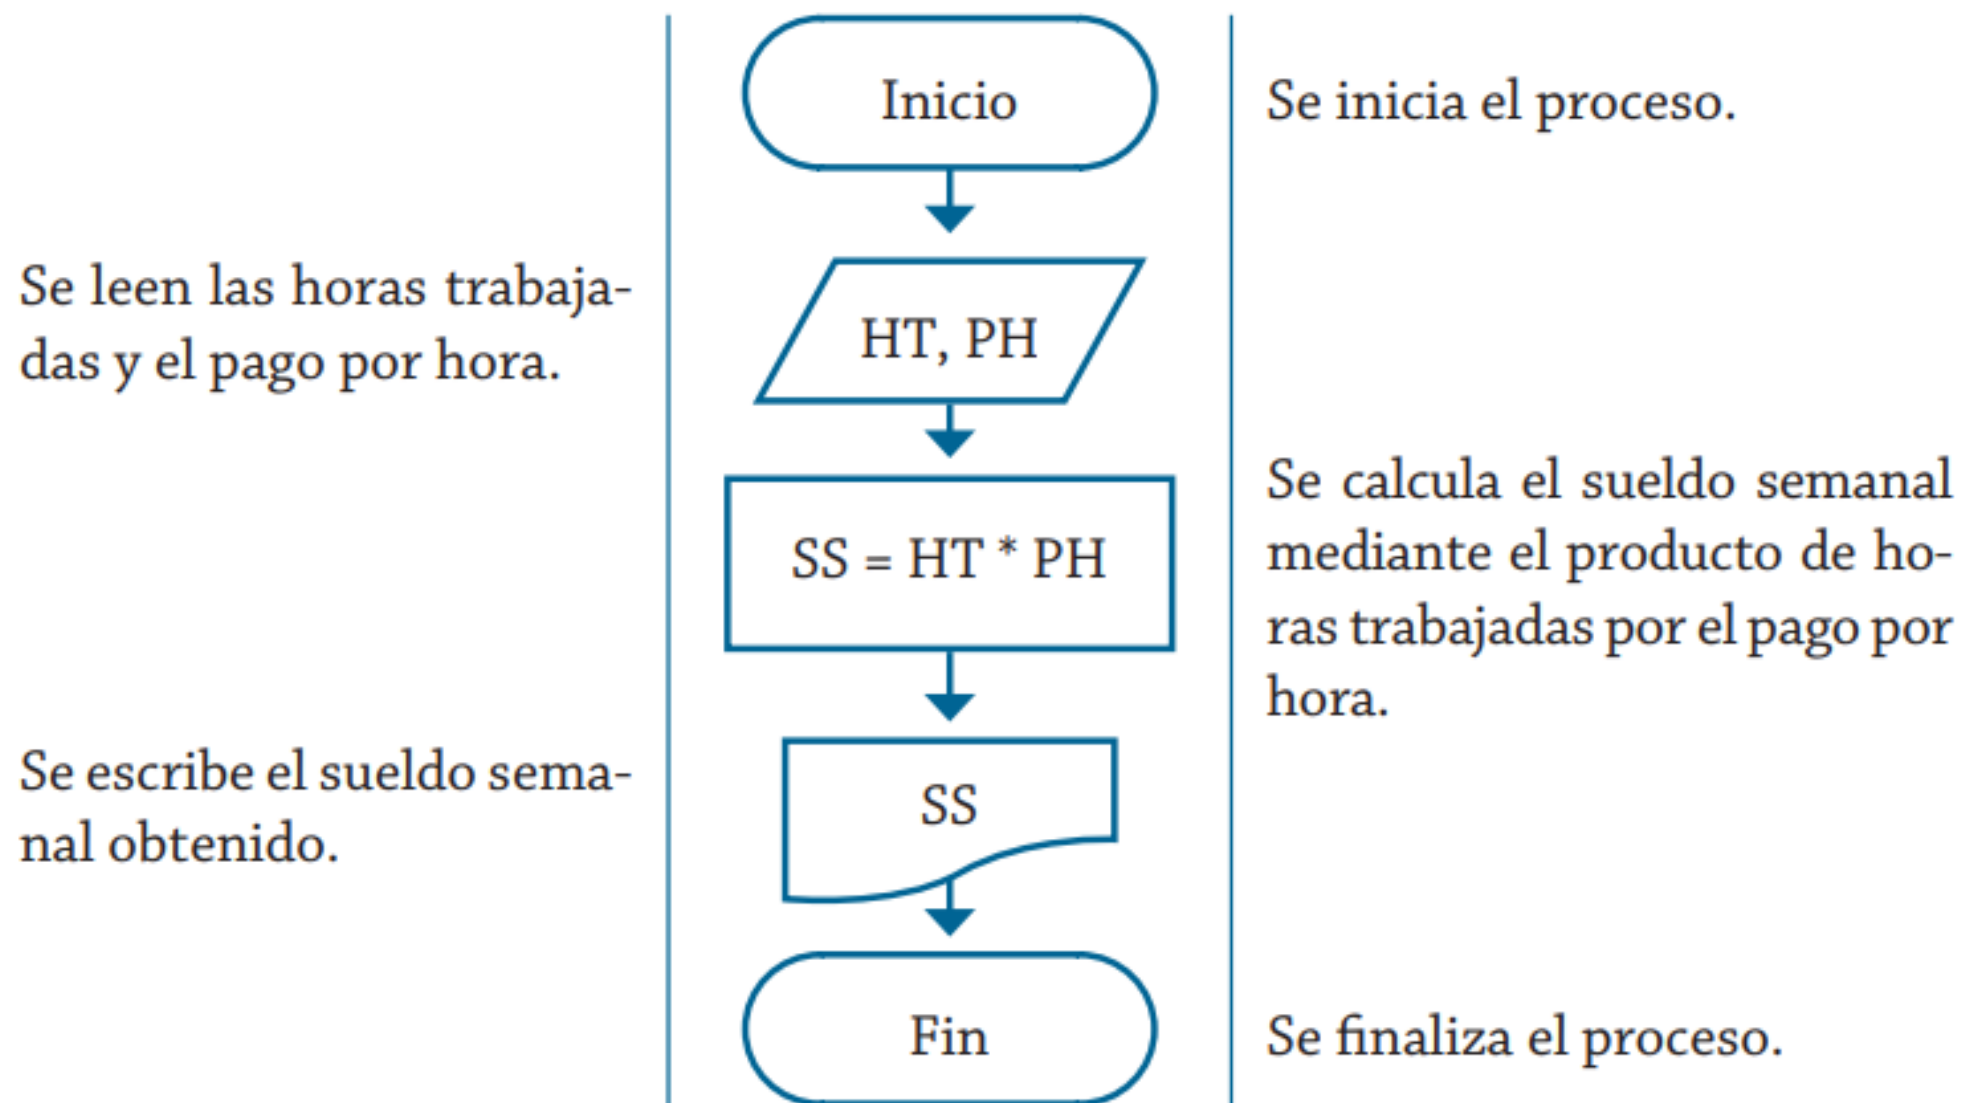 Inicio
Se inicia el proceso.
Se leen las horas trabaja-
das y el pago por hora.
HT, PH
SS = HT * PH
Se calcula el sueldo semanal
mediante el producto de ho-
ras trabajadas por el pago por
hora.
Se escribe el sueldo sema-
nal obtenido.
SS
Fin
Se finaliza el proceso.